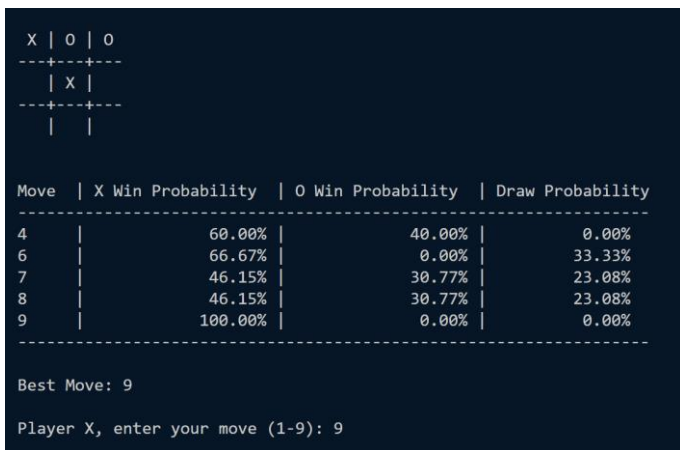 X | O | O
---+---+---
  | X |
---+---+---
  |   |
Move | X Win Probability | O Win Probability | Draw Probability
----------------------------------------------------------------------
4 | 60.00% | 40.00% | 0.00%
6 | 66.67% | 0.00% | 33.33%
7 | 46.15% | 30.77% | 23.08%
8 | 46.15% | 30.77% | 23.08%
9 | 100.00% | 0.00% | 0.00%
----------------------------------------------------------------------
Best Move: 9
Player X, enter your move (1-9): 9